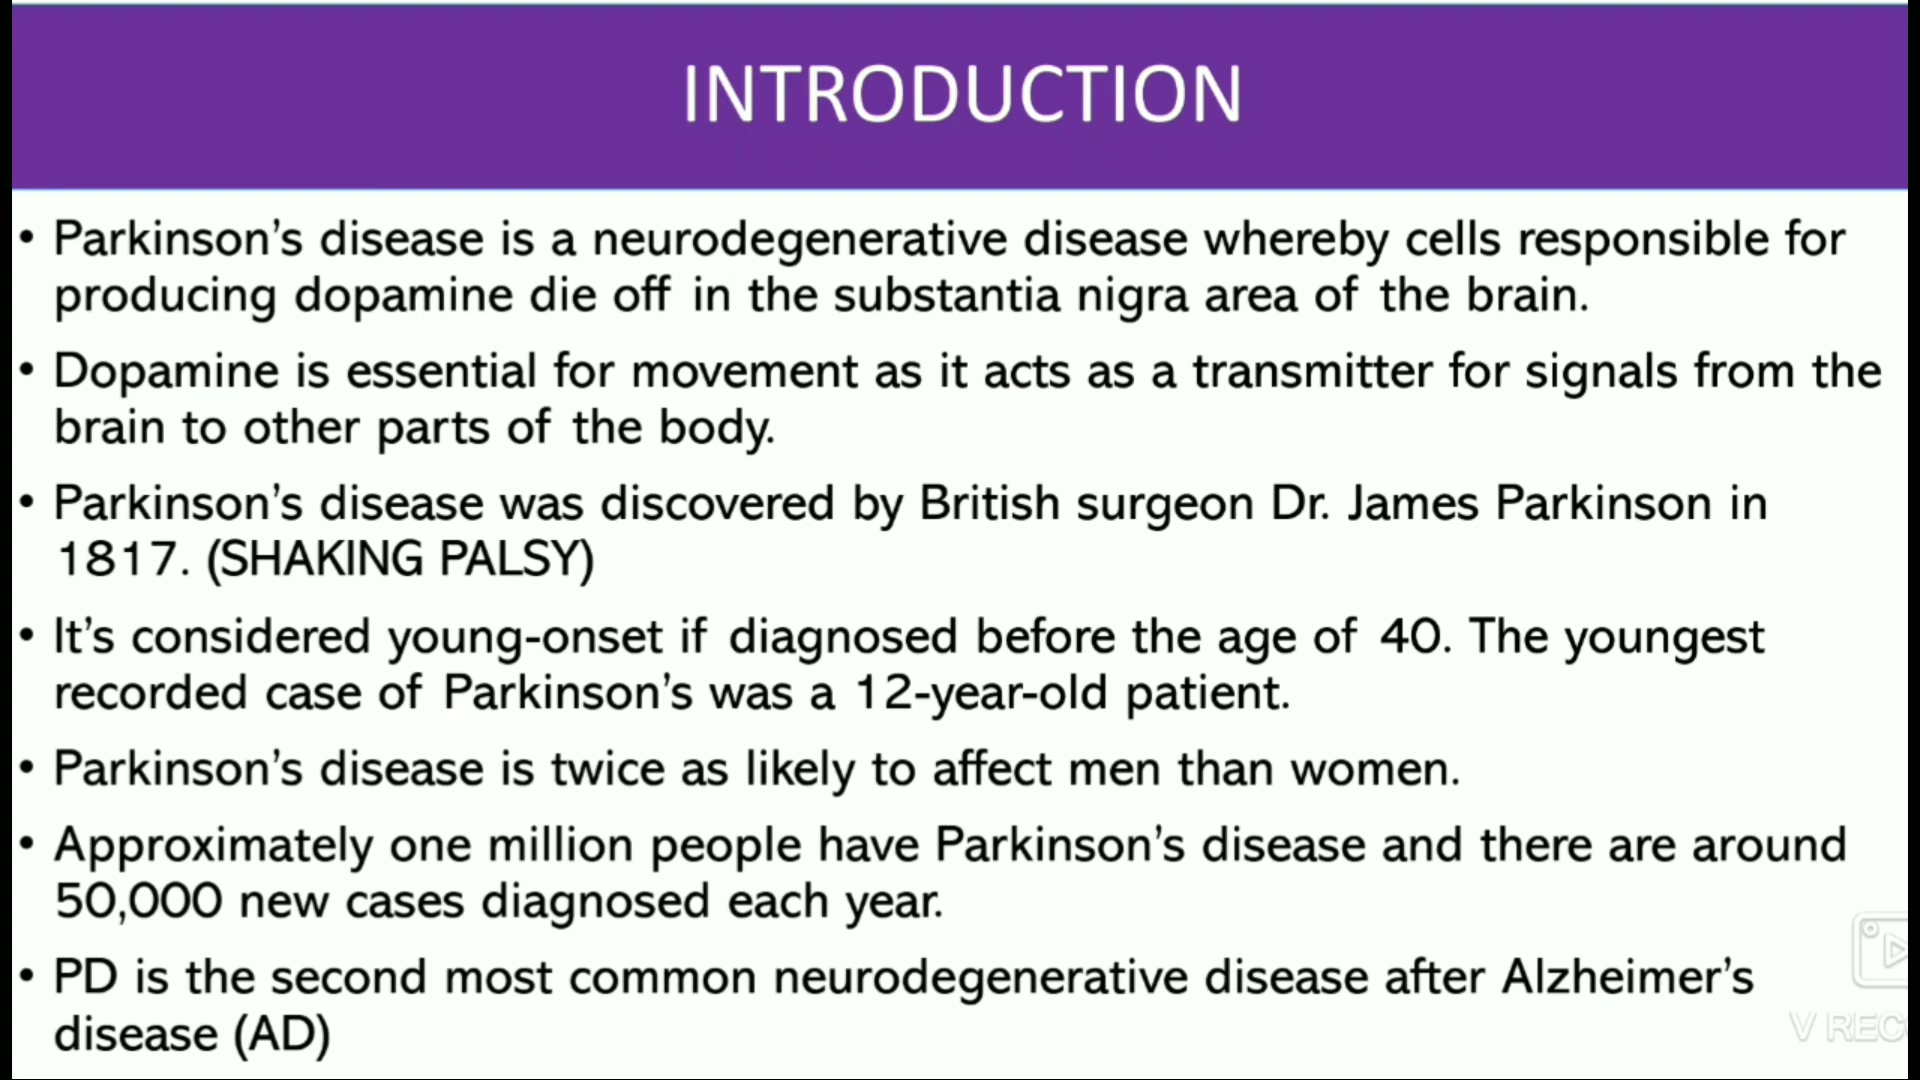 INTRODUCTION
• Parkinson's disease is a neurodegenerative disease whereby cells responsible for
producing dopamine die off in the substantia nigra area of the brain.
• Dopamine is essential for movement as it acts as a transmitter for signals from the
brain to other parts of the body.
• Parkinson's disease was discovered by British surgeon Dr. James Parkinson in
1817. (SHAKING PALSY)
• It's considered young-onset if diagnosed before the age of 40. The youngest
recorded case of Parkinson's was a 12-year-old patient.
• Parkinson's disease is twice as likely to affect men than women.
• Approximately one million people have Parkinson's disease and there are around
50,000 new cases diagnosed each year.
• PD is the second most common neurodegenerative disease after Alzheimer's
disease (AD)
V REC